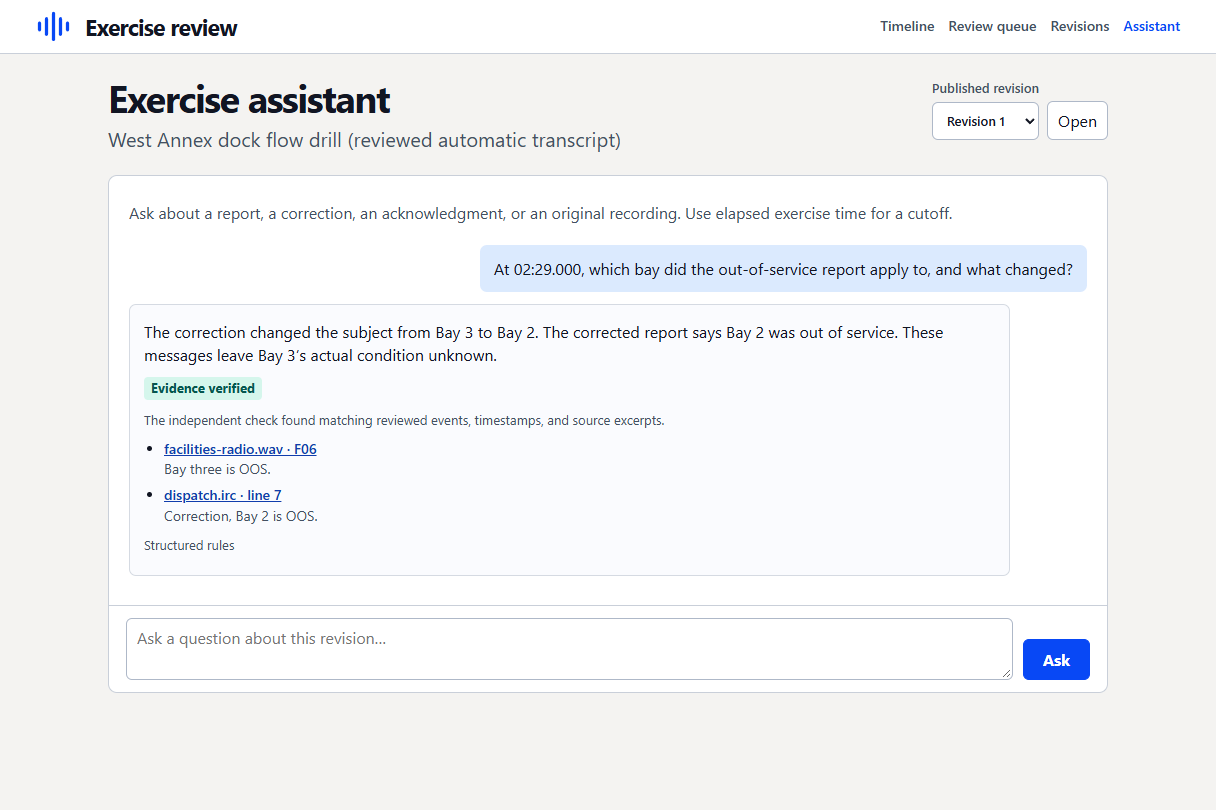 Exercise review
Timeline
Review queue
Revisions
Assistant
Exercise assistant
West Annex dock flow drill (reviewed automatic transcript)
Published revision
Revision 1
Open
Ask about a report, a correction, an acknowledgment, or an original recording. Use elapsed exercise time for a cutoff.
At 02:29.000, which bay did the out-of-service report apply to, and what changed?
The correction changed the subject from Bay 3 to Bay 2. The corrected report says Bay 2 was out of service. These
messages leave Bay 3’s actual condition unknown.
Evidence verified
The independent check found matching reviewed events, timestamps, and source excerpts.
facilities-radio.wav · F06
Bay three is OOS.
dispatch.irc · line 7
Correction, Bay 2 is OOS.
Structured rules
Ask a question about this revision...
Ask